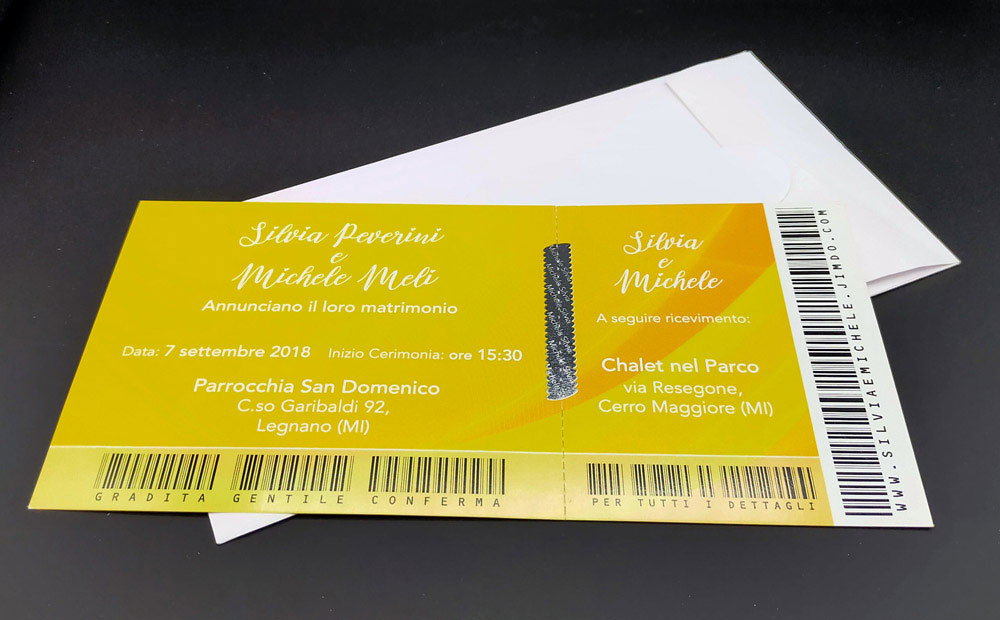 Silvia Peverini
e
Michele Meli
Annunciano il loro matrimonio
Data: 7 settembre 2018 Inizio Cerimonia: ore 15:30
Parrocchia San Domenico
C.so Garibaldi 92,
Legnano (MI)
GRADITA GENTILE CONFERMA
Silvia
e
Michele
A seguire ricevimento:
Chalet nel Parco
via Resegone,
Cerro Maggiore (MI)
PER TUTTI I DETTAGLI
WWW.SILVIAEMICHELE.JIMDO.COM